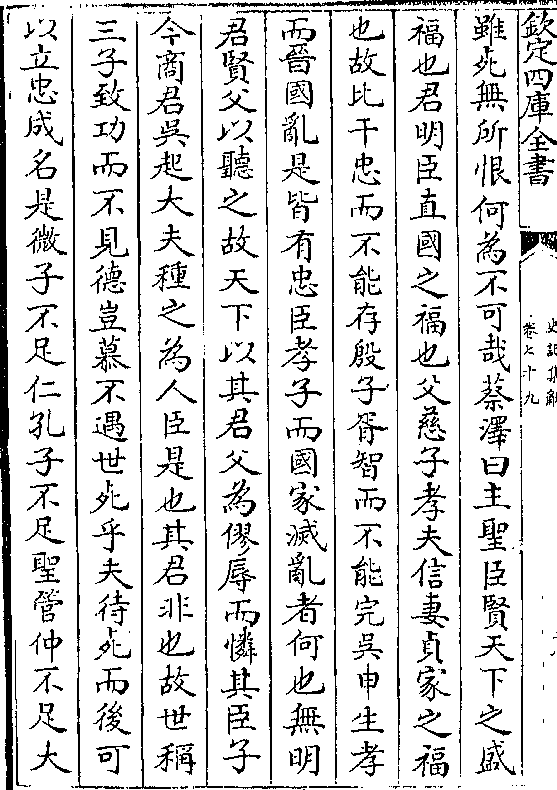 欽定四庫全書
史記集解
卷七十九
雖死無所恨何為不可哉蔡澤曰主聖臣賢天下之盛
福也君明臣直國之福也父慈子孝夫信妻貞家之福
也故比干忠而不能存殷子胥智而不能完吳申生孝
而晉國亂是皆有忠臣孝子而國家滅亂者何也無明
君賢父以聽之故天下以其君父為僇辱而憐其臣子
今商君吳起大夫種之為人臣是也其君非也故世稱
三子致功而不見德豈慕不遇世死乎夫待死而後可
以立忠成名是微子不足仁孔子不足聖管仲不足大